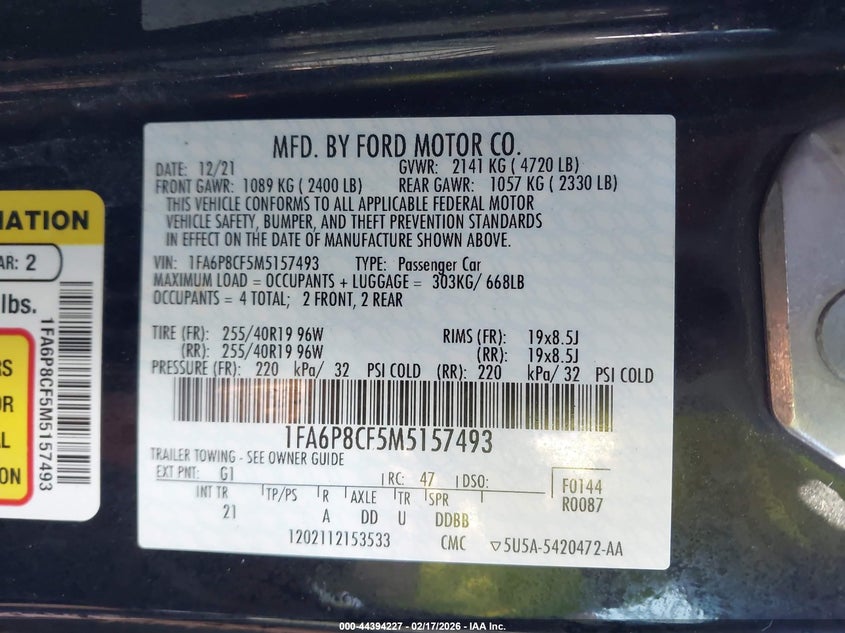 MFD. BY FORD MOTOR CO.
DATE: 12/21 GVWR: 2141 KG ( 4720 LB)
FRONT GAWR: 1089 KG ( 2400 LB) REAR GAWR: 1057 KG ( 2330 LB)
THIS VEHICLE CONFORMS TO ALL APPLICABLE FEDERAL MOTOR
VEHICLE SAFETY, BUMPER, AND THEFT PREVENTION STANDARDS
IN EFFECT ON THE DATE OF MANUFACTURE SHOWN ABOVE.
VIN: 1FA6P8CF5M5157493 TYPE: Passenger Car
MAXIMUM LOAD = OCCUPANTS + LUGGAGE = 303KG/ 668LB
OCCUPANTS = 4 TOTAL; 2 FRONT, 2 REAR
TIRE (FR): 255/40R19 96W RIMS (FR): 19x8.5J
(RR): 255/40R19 96W (RR): 19x8.5J
PRESSURE (FR): 220 kPa/ 32 PSI COLD (RR): 220 kPa/ 32 PSI COLD
1FA6P8CF5M5157493
TRAILER TOWING - SEE OWNER GUIDE
EXT PNT: G1 RC: 47 DSO: F0144
R0087
INT TR TP/PS R AXLE TR SPR
21 A DD U DDBB
1202112153533 CMC ▽5U5A-5420472-AA
MATION
AR: 2
lbs.
RS
OR
LL
ON
1FA6P8CF5M5157493
000-44394227 - 02/17/2026 - IAA Inc.